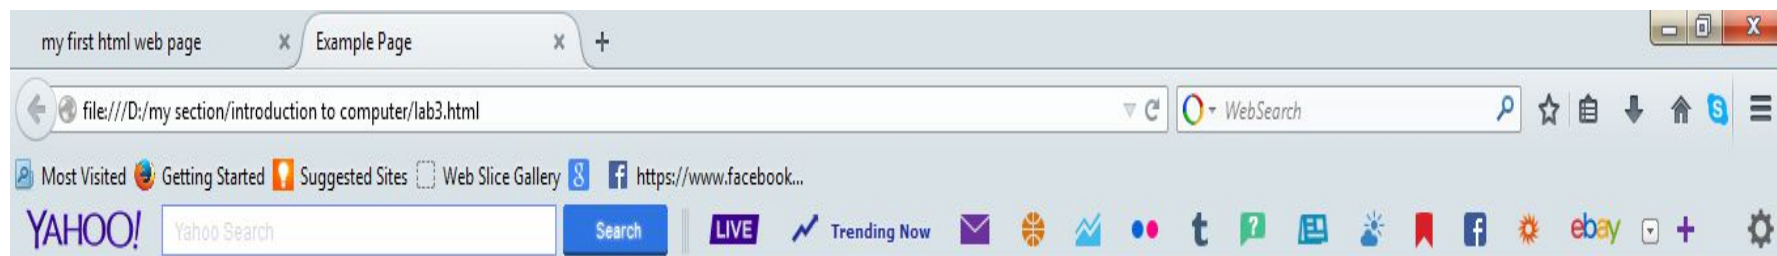 my first html web page Example Page
file:///D:/my section/introduction to computer/lab3.html WebSearch
Most Visited Getting Started Suggested Sites Web Slice Gallery 8 f https://www.facebook...
YAHOO! Yahoo Search Search LIVE Trending Now t ? f ebay